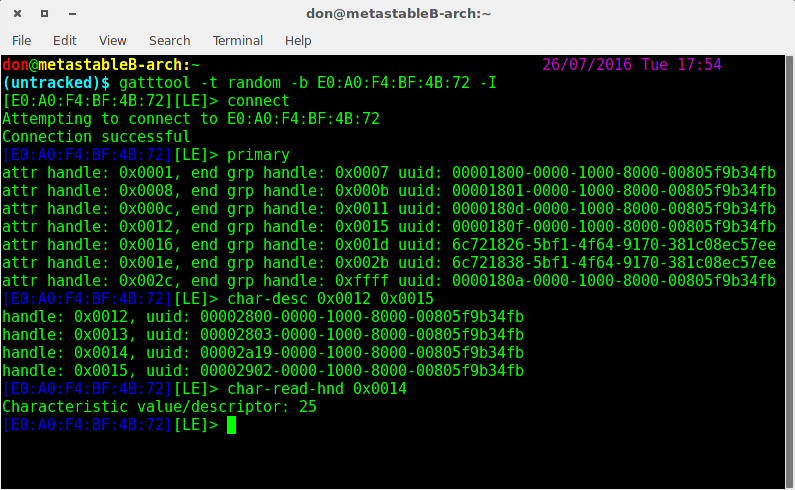 don@metastableB-arch:~
File Edit View Search Terminal Help
don@metastableB-arch:~ 26/07/2016 Tue 17:54
(untracked)$ gatttool -t random -b E0:A0:F4:BF:4B:72 -I
[E0:A0:F4:BF:4B:72][LE]> connect
Attempting to connect to E0:A0:F4:BF:4B:72
Connection successful
[E0:A0:F4:BF:4B:72][LE]> primary
attr handle: 0x0001, end grp handle: 0x0007 uuid: 00001800-0000-1000-8000-00805f9b34fb
attr handle: 0x0008, end grp handle: 0x000b uuid: 00001801-0000-1000-8000-00805f9b34fb
attr handle: 0x000c, end grp handle: 0x0011 uuid: 0000180d-0000-1000-8000-00805f9b34fb
attr handle: 0x0012, end grp handle: 0x0015 uuid: 0000180f-0000-1000-8000-00805f9b34fb
attr handle: 0x0016, end grp handle: 0x001d uuid: 6c721826-5bf1-4f64-9170-381c08ec57ee
attr handle: 0x001e, end grp handle: 0x002b uuid: 6c721838-5bf1-4f64-9170-381c08ec57ee
attr handle: 0x002c, end grp handle: 0xffff uuid: 0000180a-0000-1000-8000-00805f9b34fb
[E0:A0:F4:BF:4B:72][LE]> char-desc 0x0012 0x0015
handle: 0x0012, uuid: 00002800-0000-1000-8000-00805f9b34fb
handle: 0x0013, uuid: 00002803-0000-1000-8000-00805f9b34fb
handle: 0x0014, uuid: 00002a19-0000-1000-8000-00805f9b34fb
handle: 0x0015, uuid: 00002902-0000-1000-8000-00805f9b34fb
[E0:A0:F4:BF:4B:72][LE]> char-read-hnd 0x0014
Characteristic value/descriptor: 25
[E0:A0:F4:BF:4B:72][LE]>